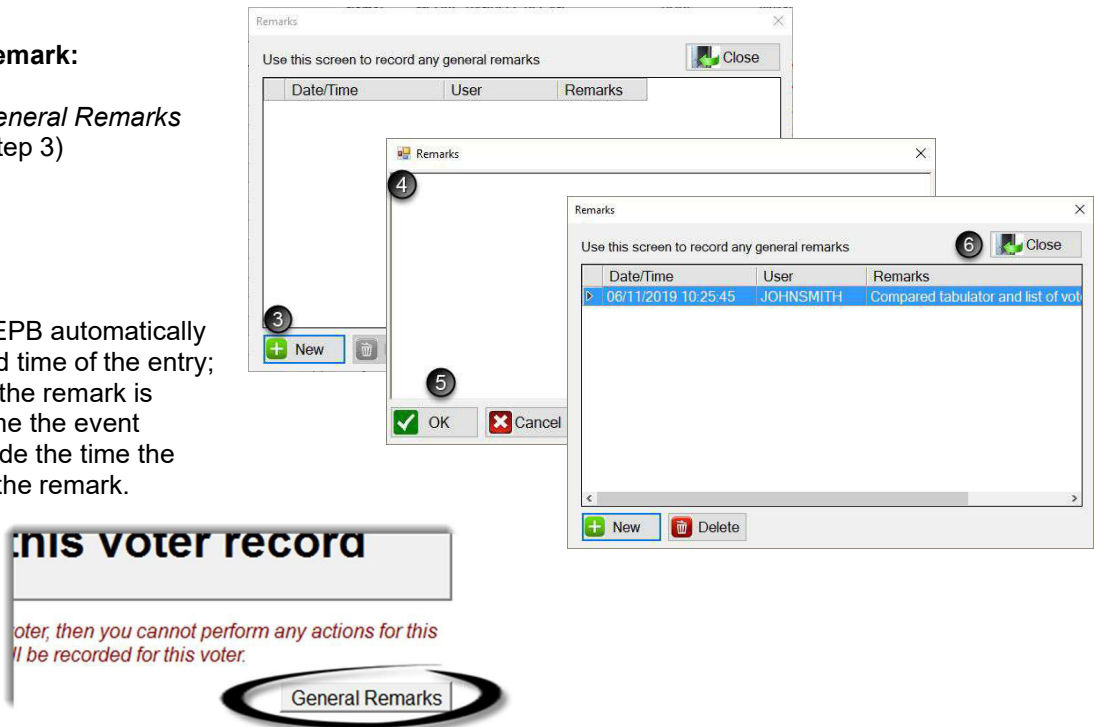 emark:
eneral Remarks
tep 3)
EPB automatically
d time of the entry;
the remark is
ne the event
de the time the
the remark.
Remarks
Use this screen to record any general remarks
Close
Date/Time User Remarks
3
New
Remarks
4
5
OK
Cancel
Remarks
Use this screen to record any general remarks
6
Close
Date/Time User Remarks
06/11/2019 10:25:45 JOHNSMITH Compared tabulator and list of vot
New
Delete
this voter record
oter, then you cannot perform any actions for this
ll be recorded for this voter.
General Remarks